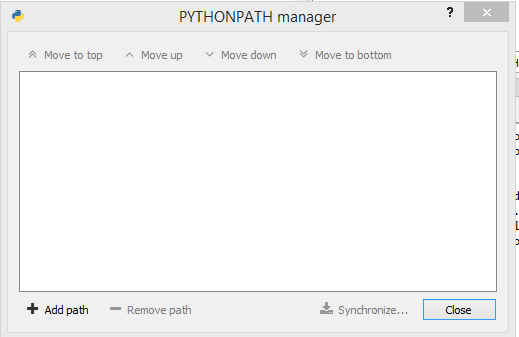 PYTHONPATH manager ?
Move to top Move up Move down Move to bottom
Add path Remove path Synchronize... Close